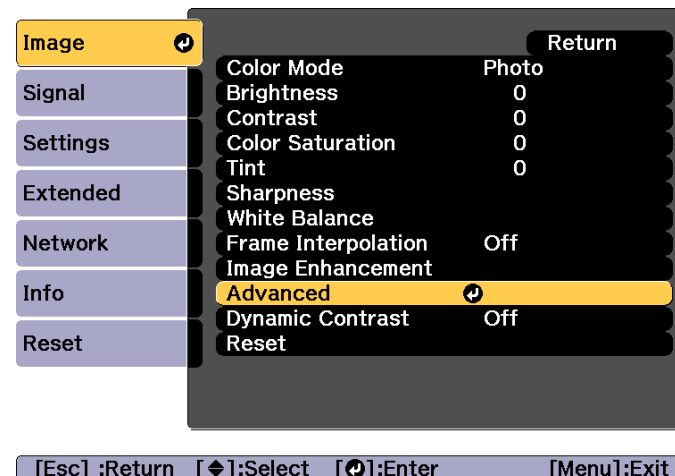 Image
Signal
Settings
Extended
Network
Info
Reset
Return
Color Mode Photo
Brightness 0
Contrast 0
Color Saturation 0
Tint 0
Sharpness
White Balance
Frame Interpolation Off
Image Enhancement
Advanced
Dynamic Contrast Off
Reset
[Esc] :Return [◆]:Select [↵]:Enter [Menu]:Exit